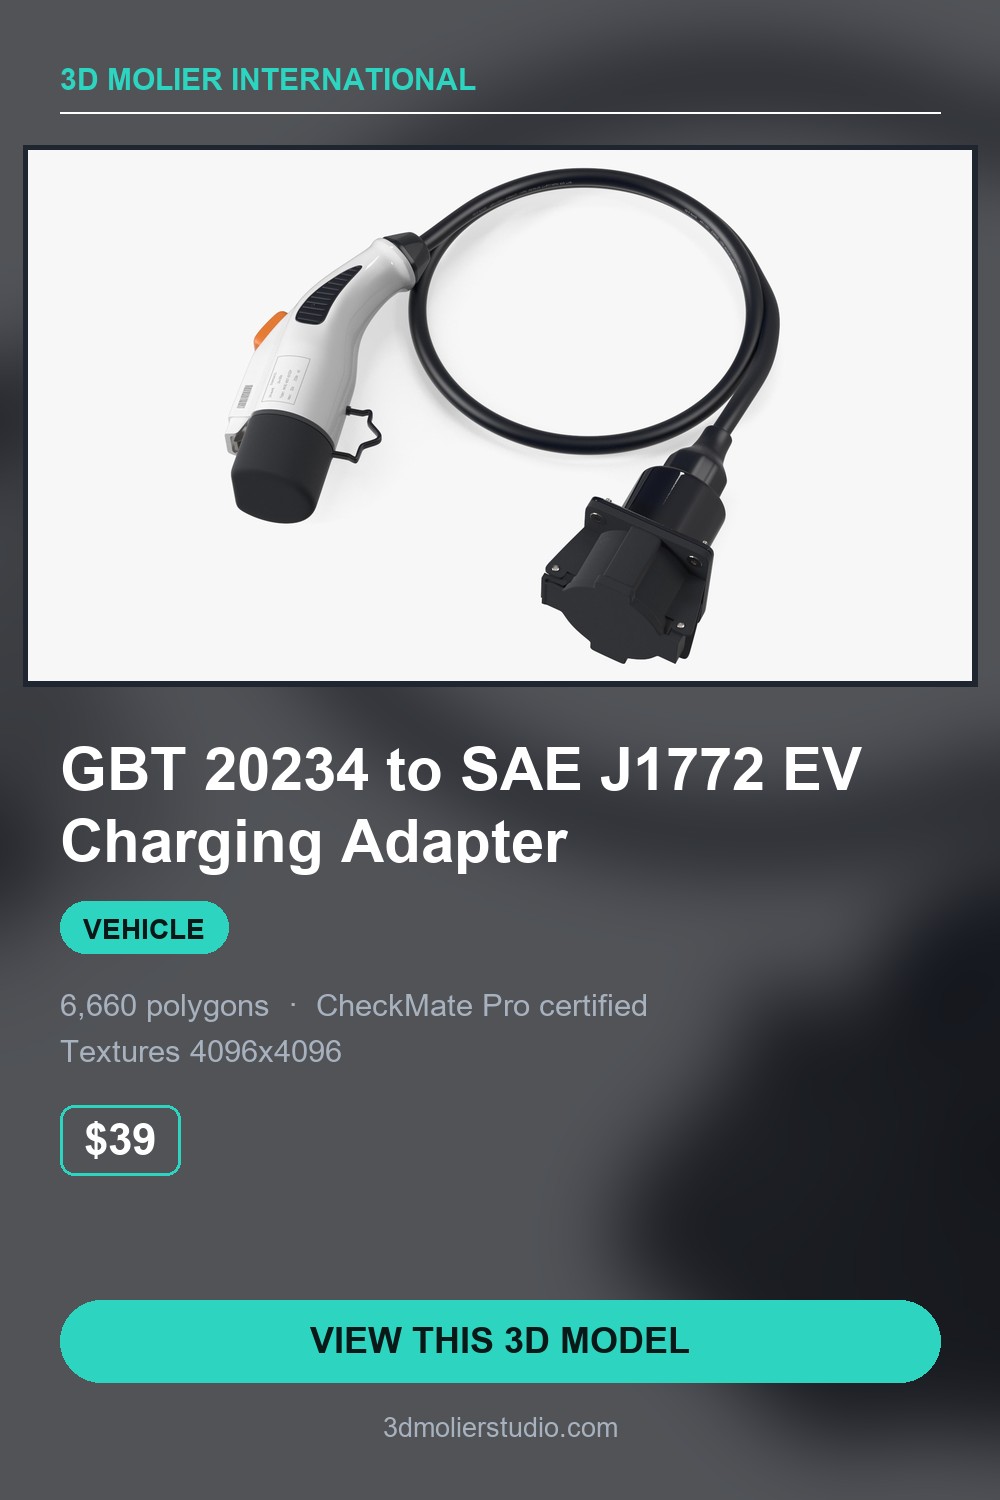 3D MOLIER INTERNATIONAL
GBT 20234 to SAE J1772 EV
Charging Adapter
VEHICLE
6,660 polygons · CheckMate Pro certified
Textures 4096x4096
$39
VIEW THIS 3D MODEL
3dmolierstudio.com